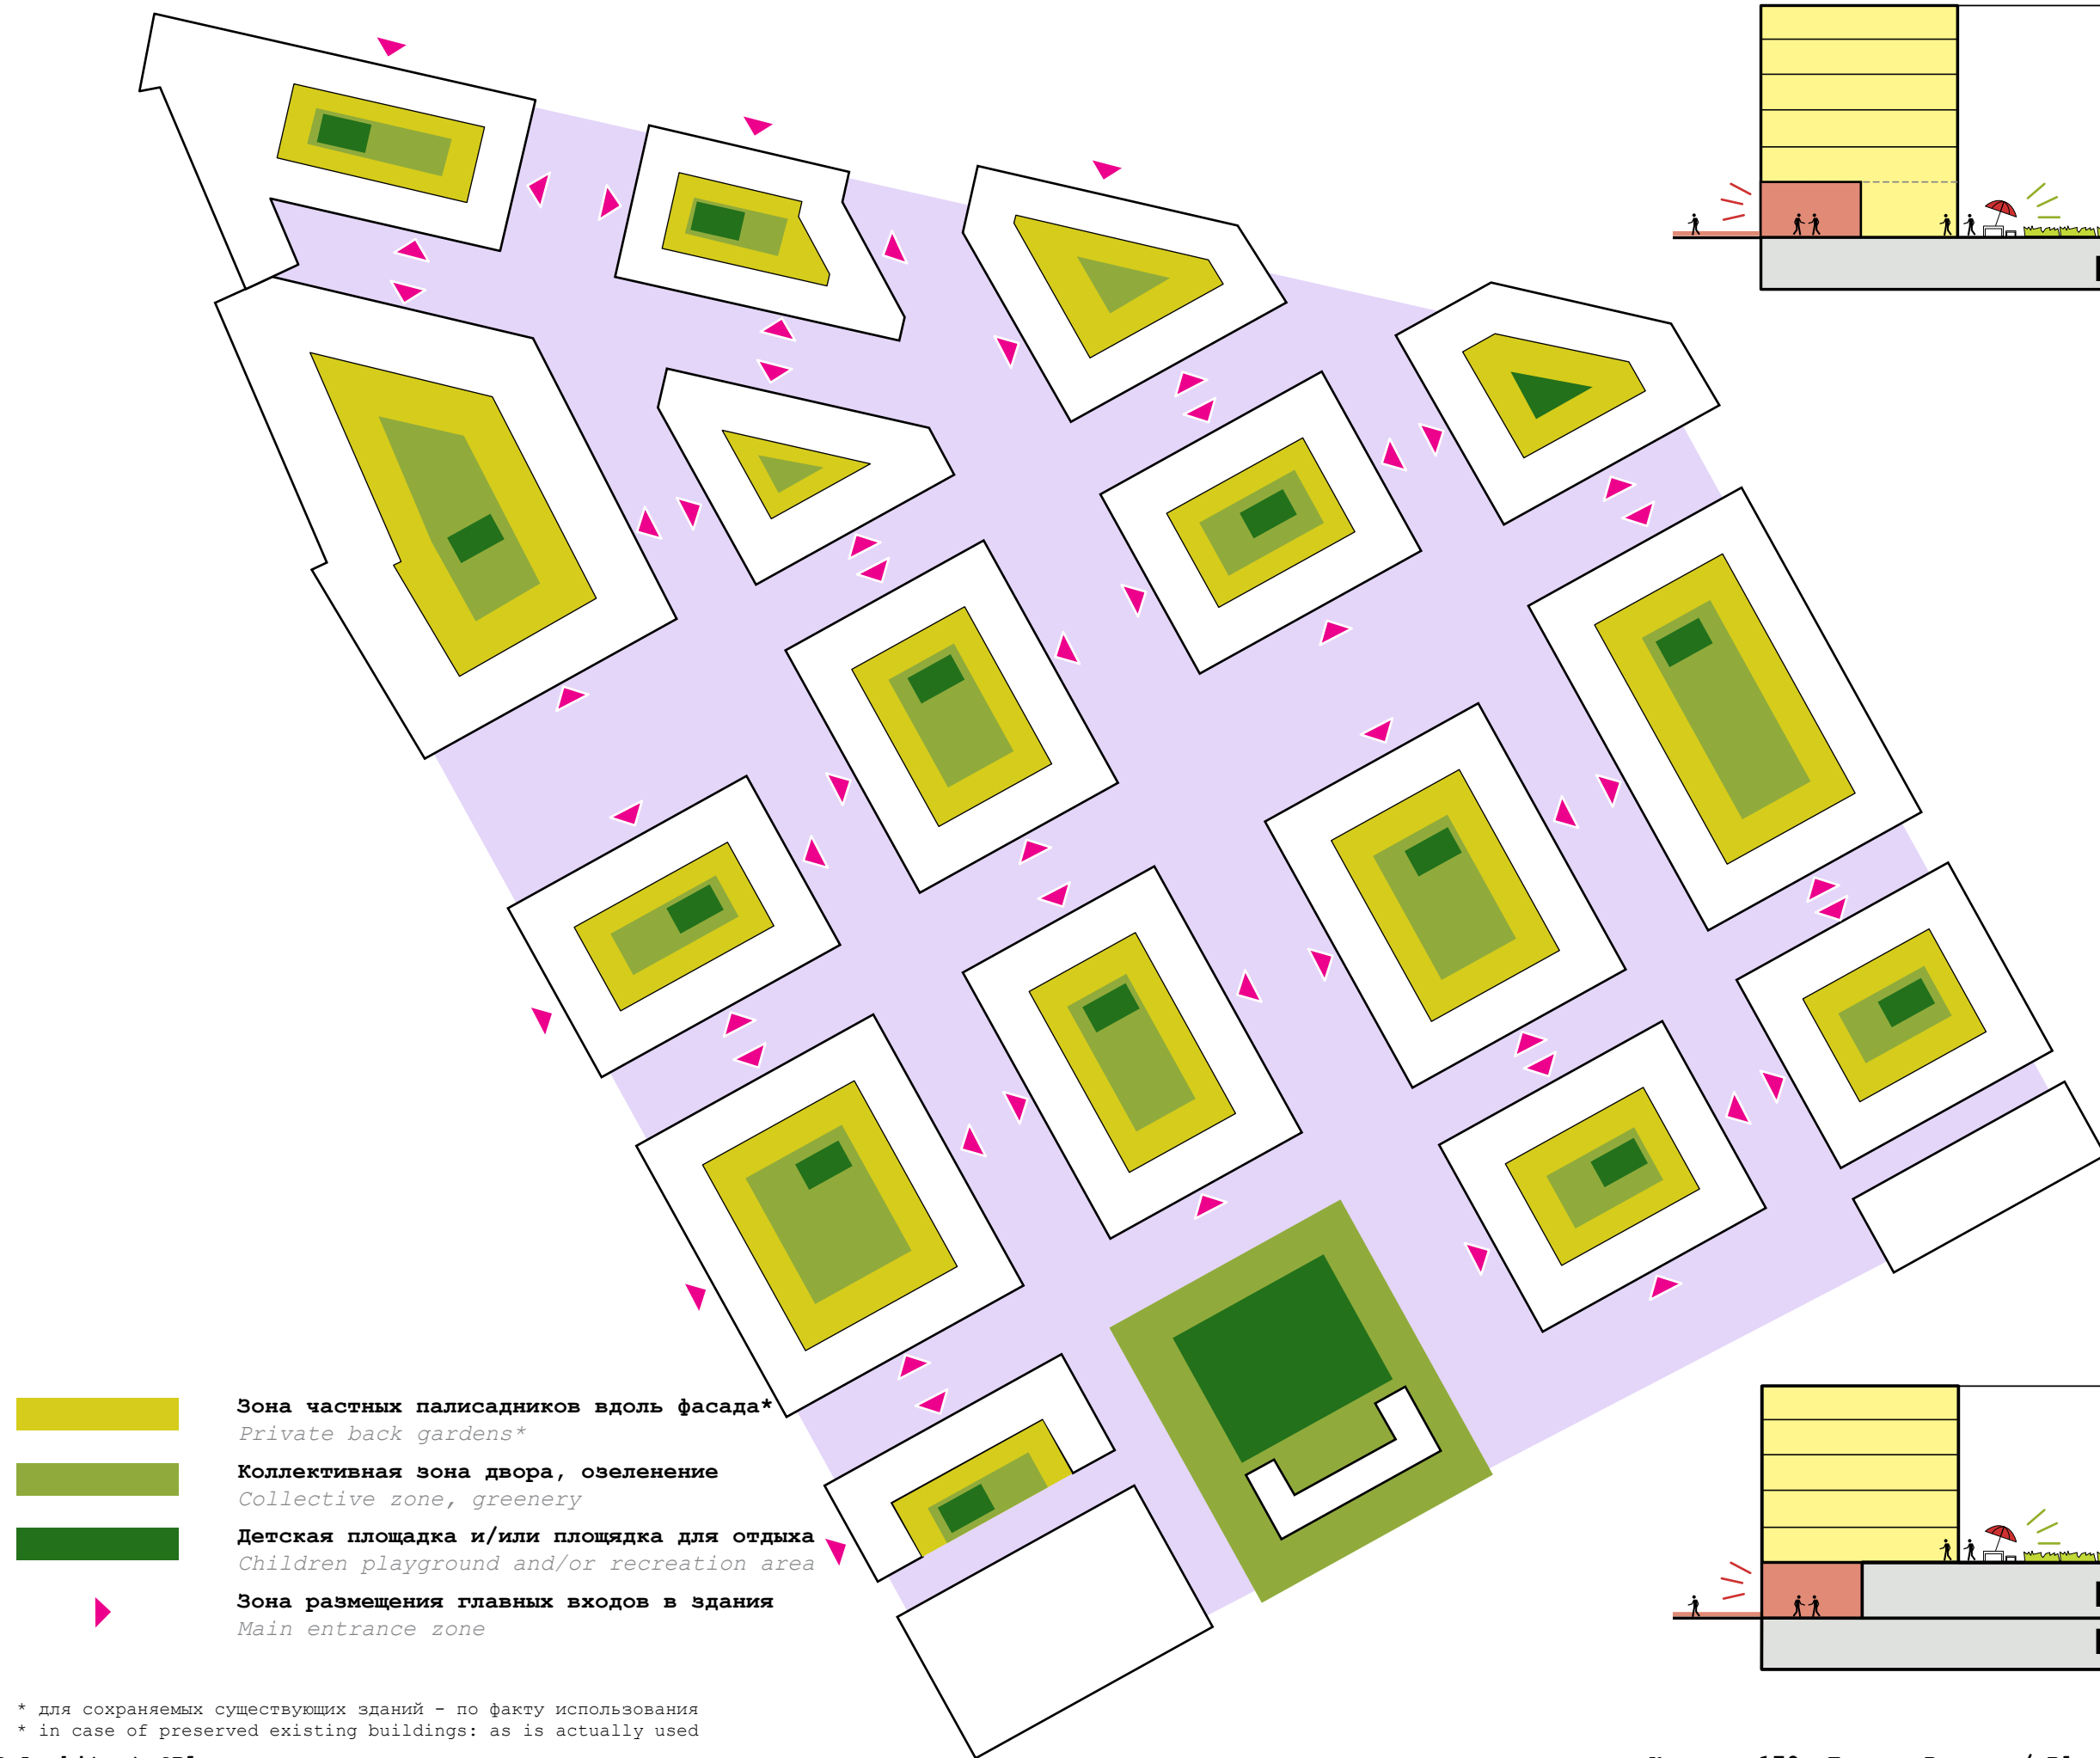 Зона частных палисадников вдоль фасада*
Private back gardens*
Коллективная зона двора, озеленение
Collective zone, greenery
Детская площадка и/или площядка для отдыха
Children playground and/or recreation area
Зона размещения главных входов в здания
Main entrance zone
* для сохраняемых существующих зданий - по факту использования
* in case of preserved existing buildings: as is actually used